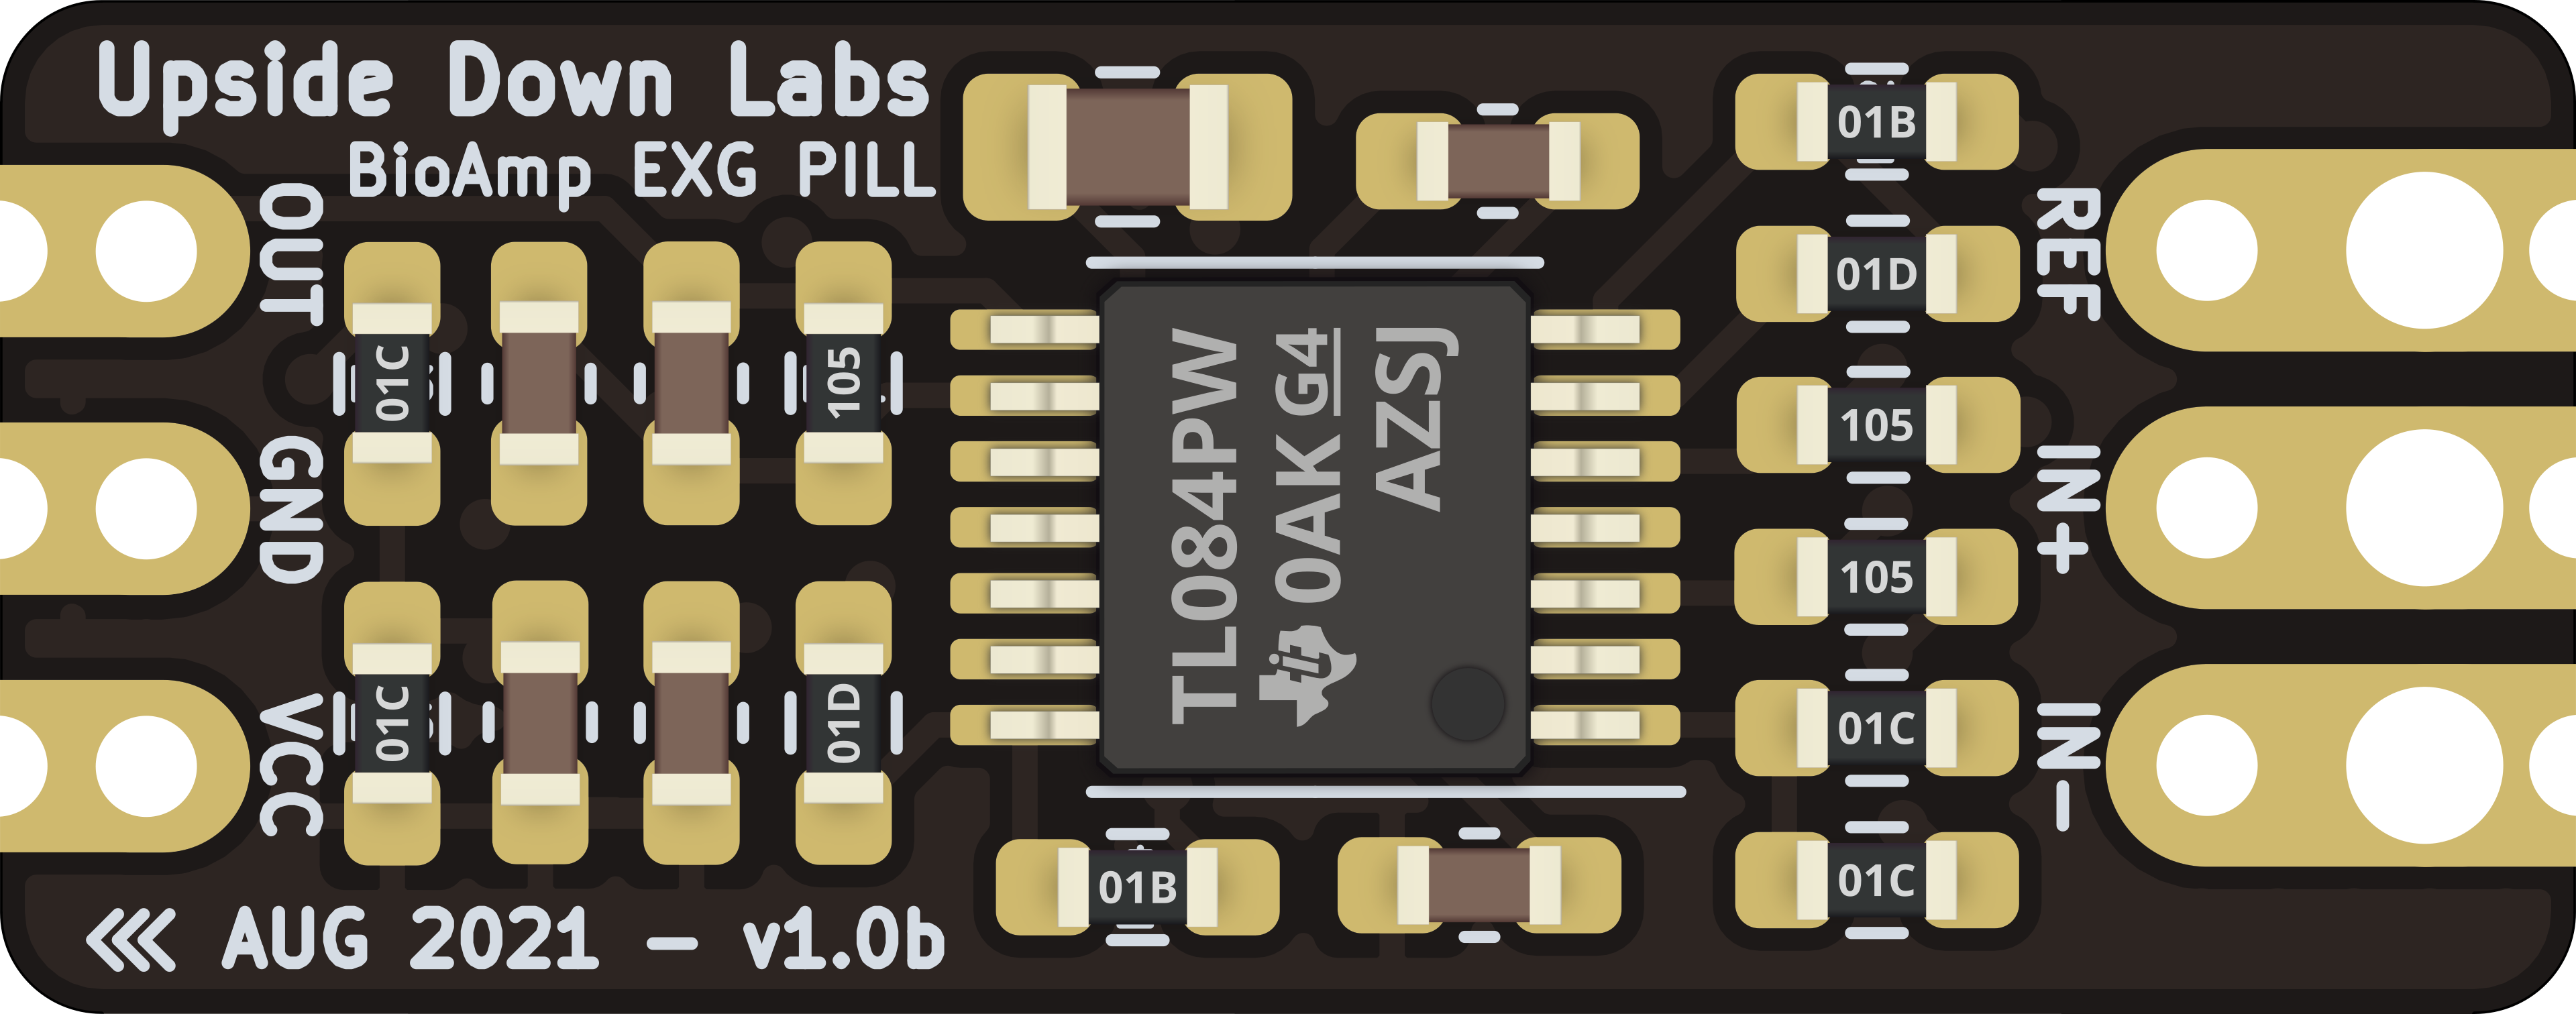 Upside Down Labs
BioAmp EXG PILL
OUT
GND
VCC
01C
105
01C
01D
TL084PW
0AK G4
AZSJ
01B
01B
01D
105
105
01C
01C
REF
IN+
IN-
AUG 2021 - v1.0b